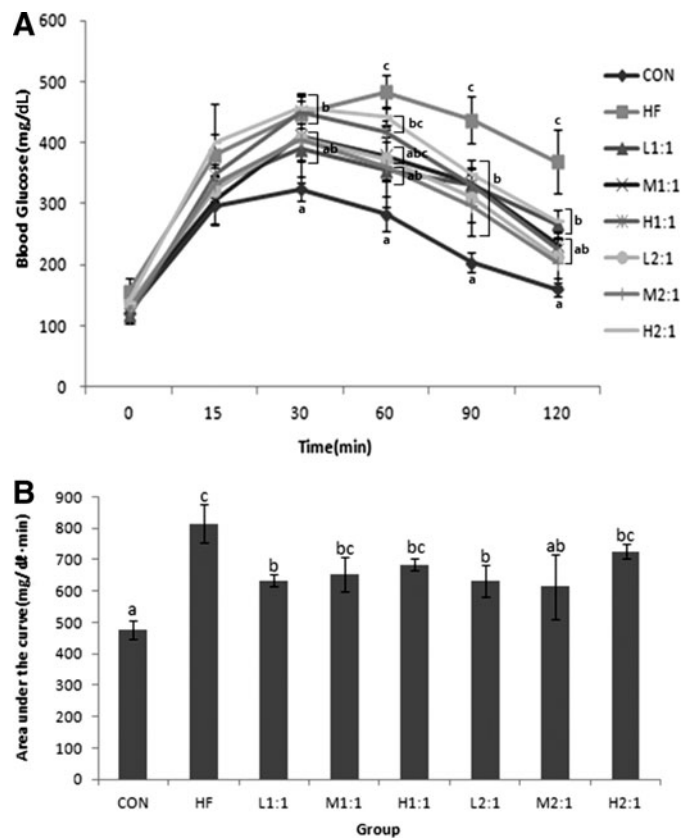 A
600
500
400
300
200
100
0
Blood Glucose(mg/dL)
c
c
c
b
bc
abc
ab
ab
b
b
ab
a
a
a
a
0 15 30 60 90 120
Time(min)
CON
HF
L1:1
M1:1
H1:1
L2:1
M2:1
H2:1
B
900
800
700
600
500
400
300
200
100
0
Area under the curve(mg/dℓ·min)
a c b bc bc b ab bc
CON HF L1:1 M1:1 H1:1 L2:1 M2:1 H2:1
Group